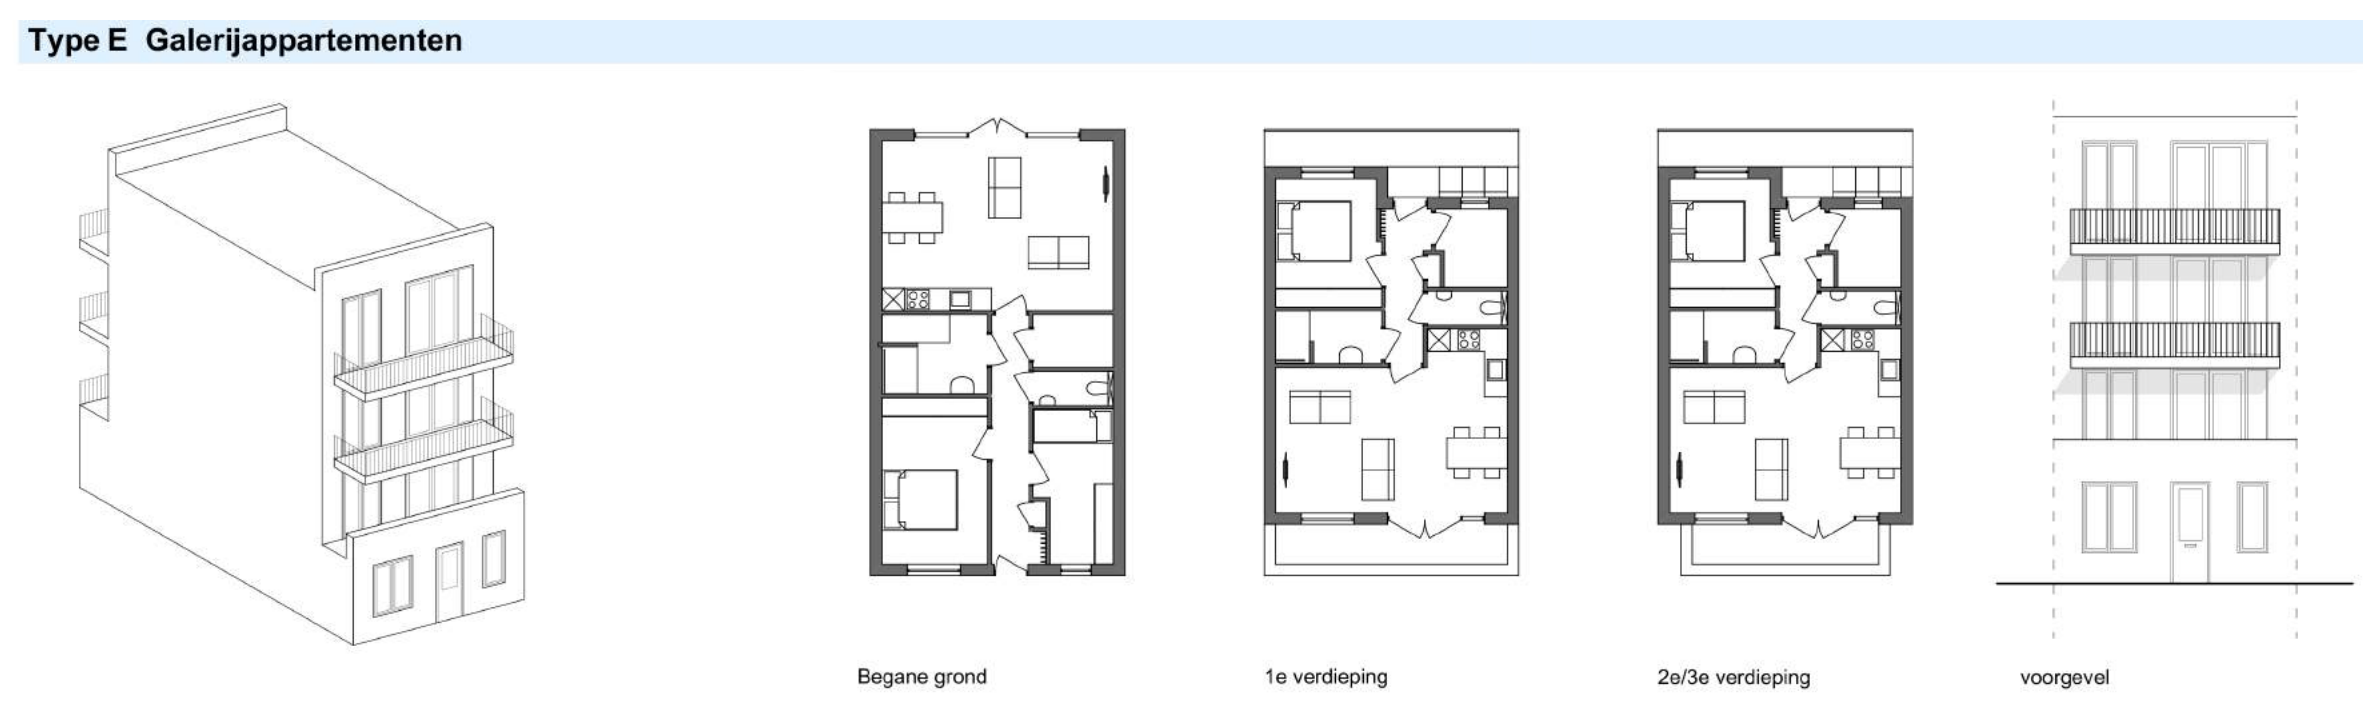 Type E Galerijappartementen
Begane grond
1e verdieping
2e/3e verdieping
voorgevel